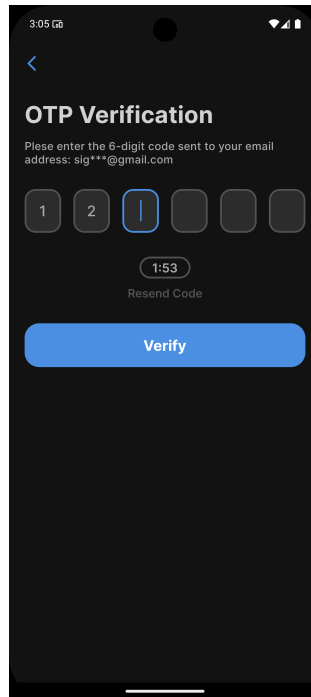 3:05
OTP Verification
Plese enter the 6-digit code sent to your email
address: sig***@gmail.com
1 2
1:53
Resend Code
Verify